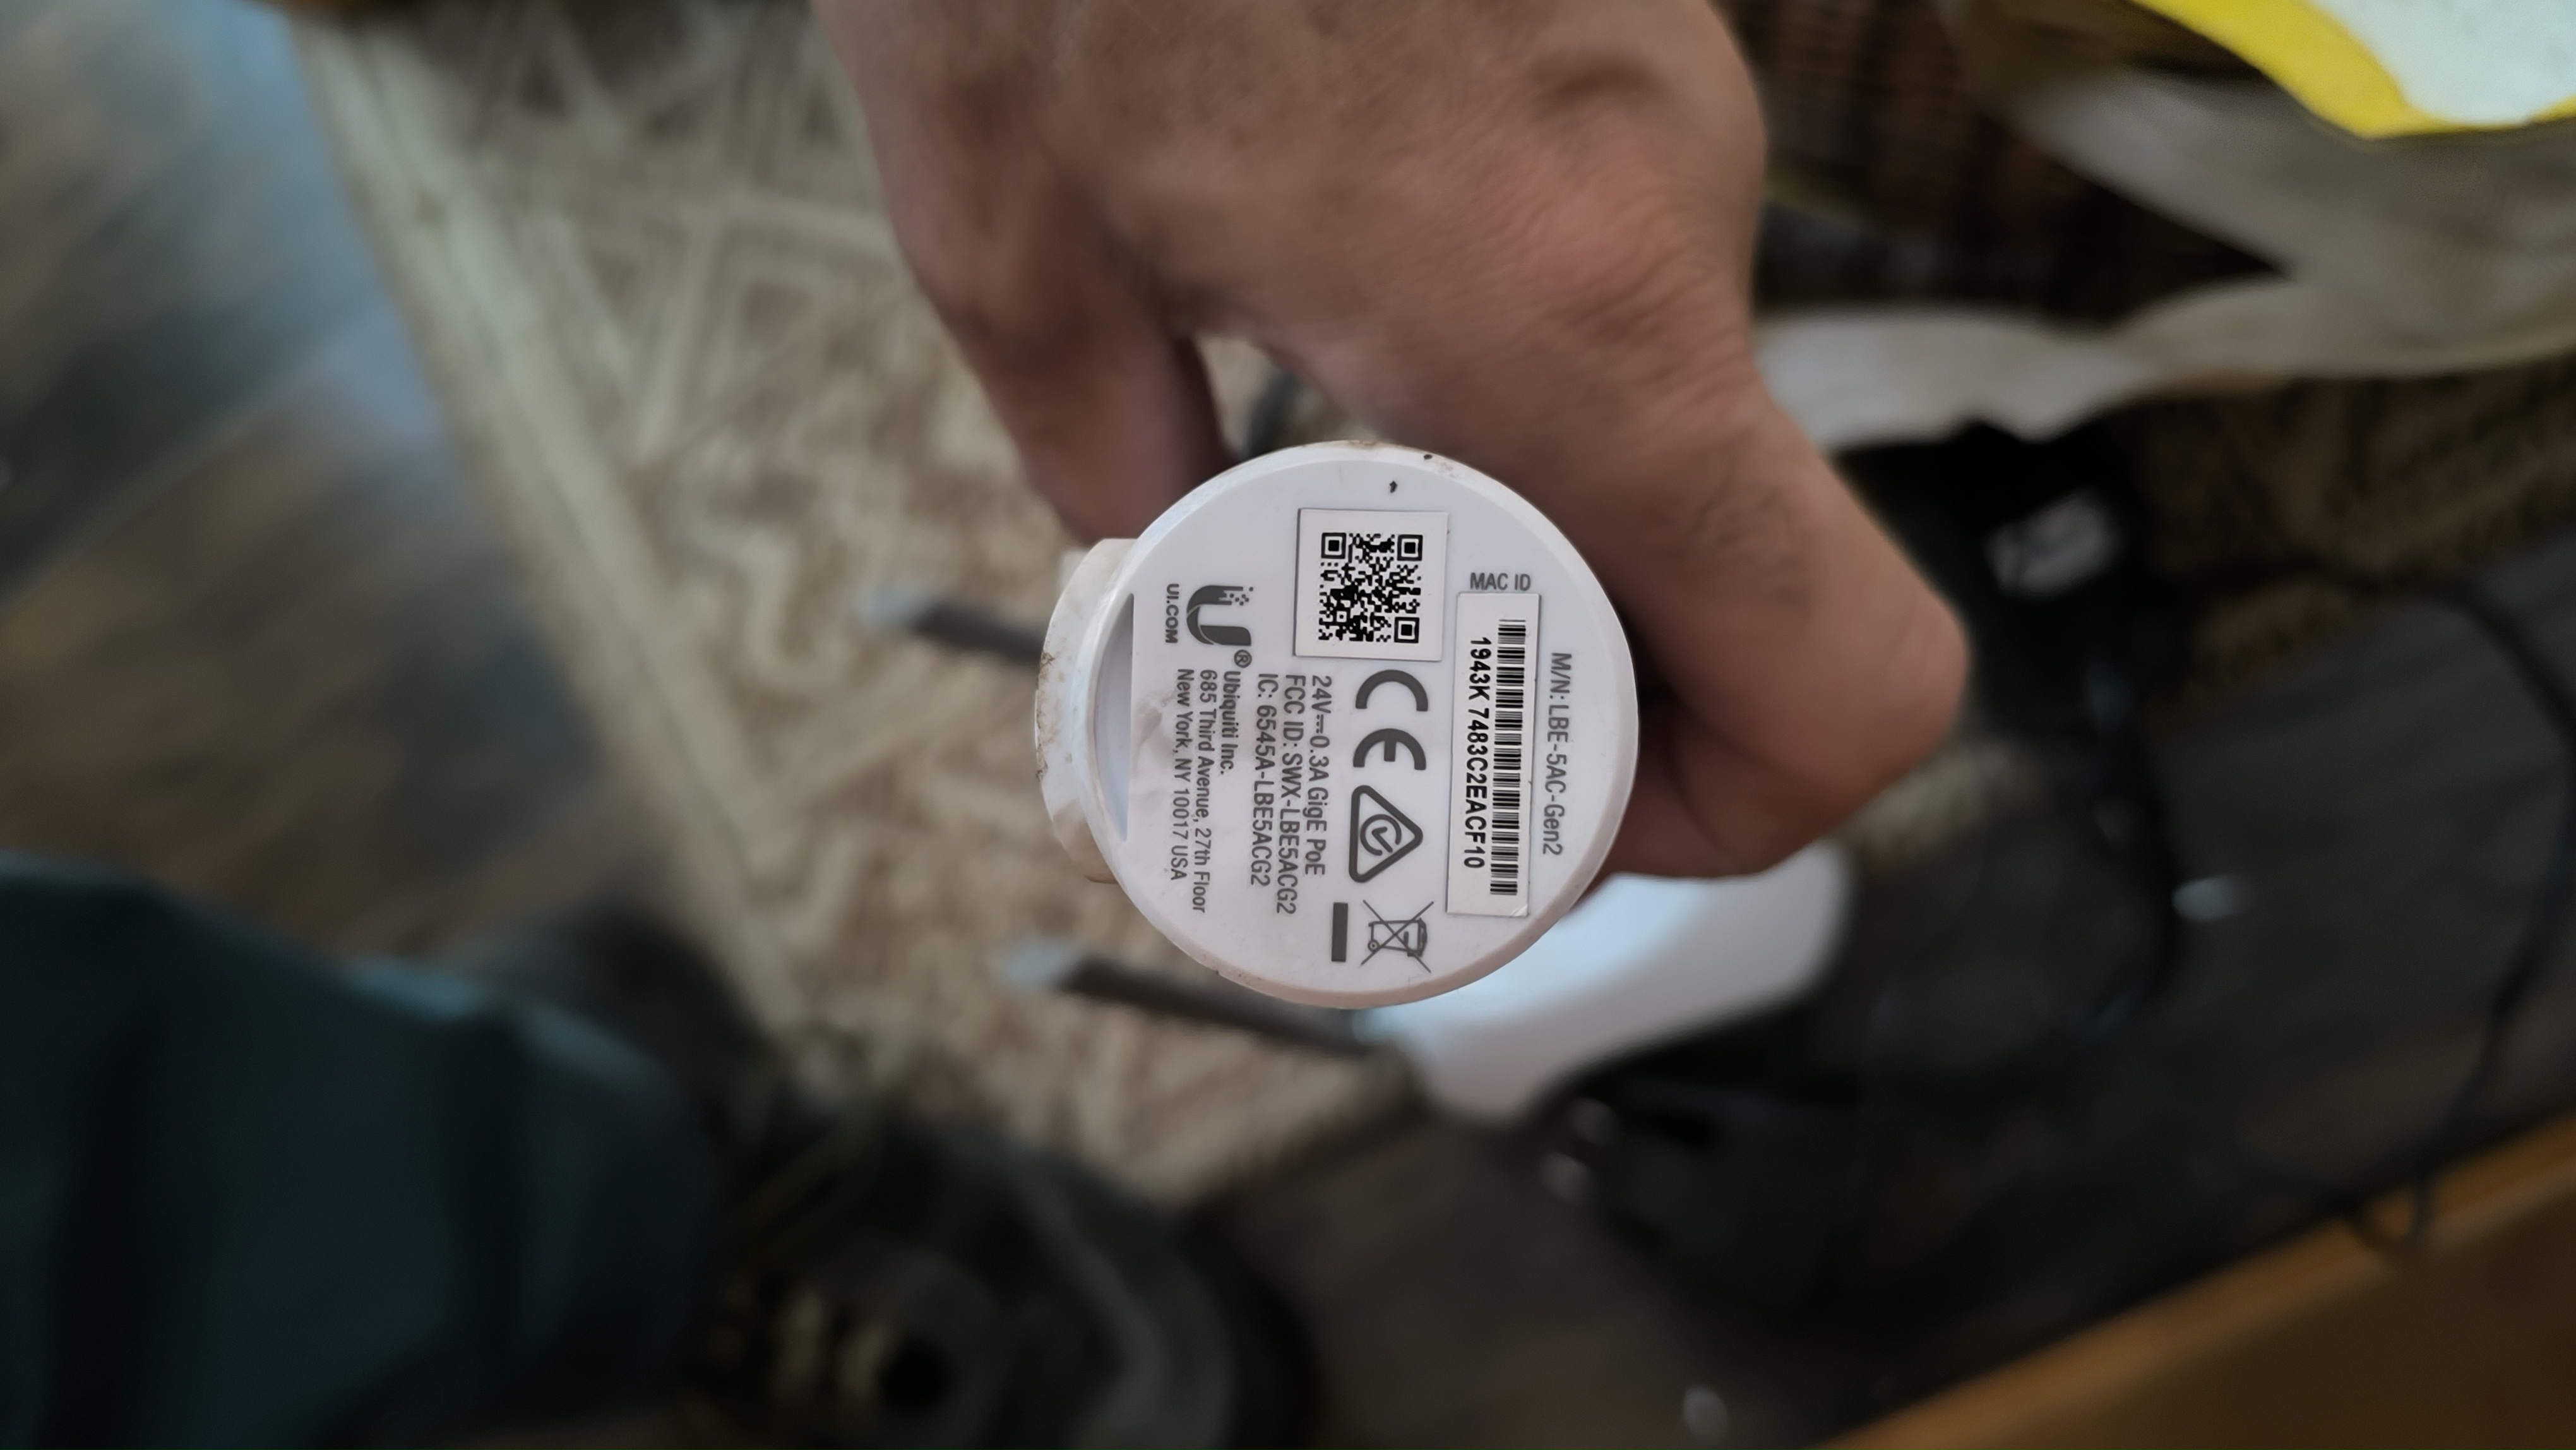 M/N: LBE-5AC-Gen2
MAC ID
1943K 7483C2EACF10
24V⎓0.3A GigE PoE
FCC ID: SWX-LBE5ACG2
IC: 6545A-LBE5ACG2
U®
UI.COM
Ubiquiti Inc.
685 Third Avenue, 27th Floor
New York, NY 10017 USA
CE